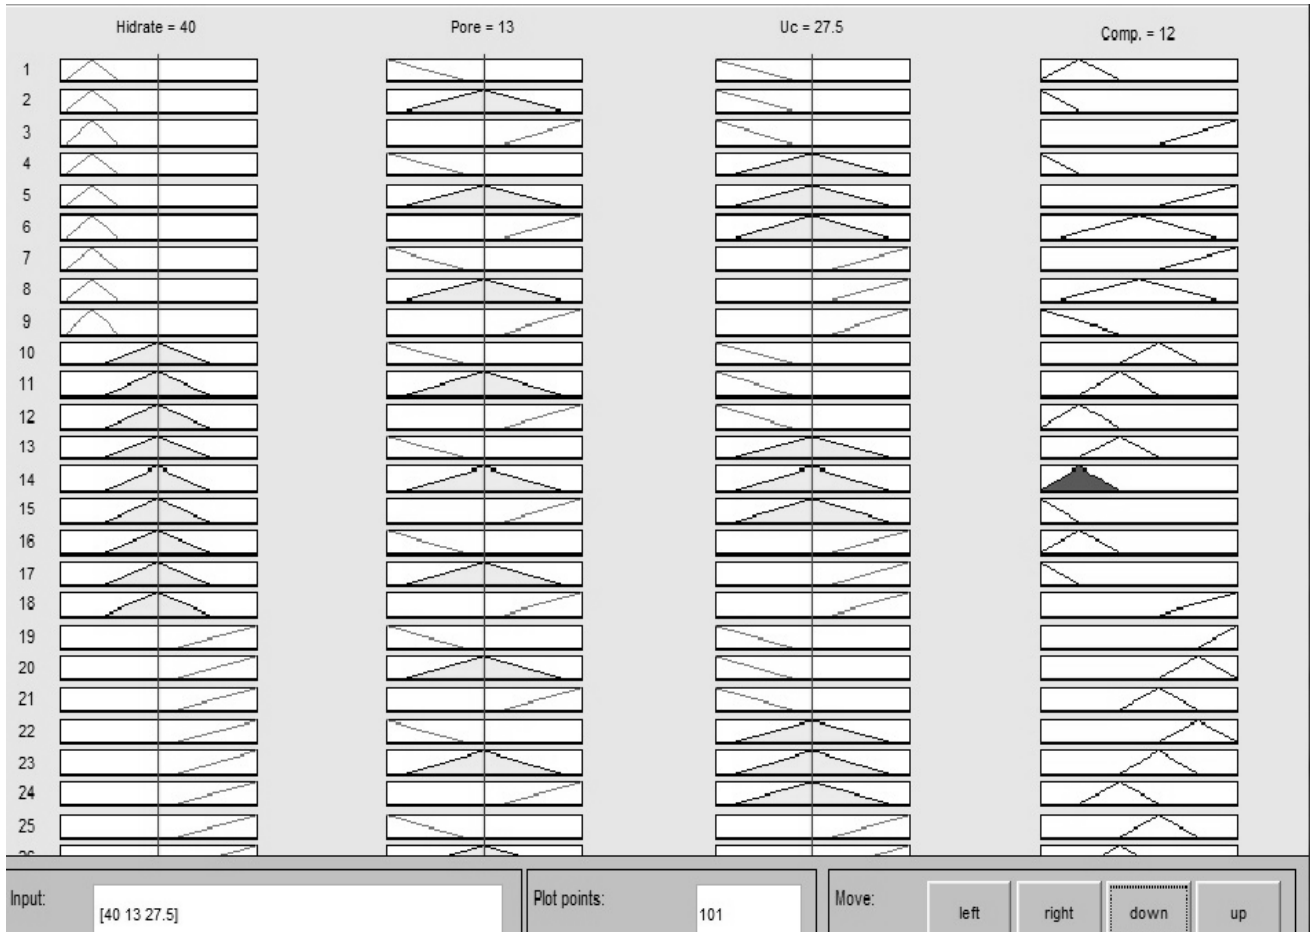 Hidrate = 40
Pore = 13
Uc = 27.5
Comp. = 12
1
2
3
4
5
6
7
8
9
10
11
12
13
14
15
16
17
18
19
20
21
22
23
24
25
26
Input:
[40 13 27.5]
Plot points:
101
Move:
left
right
down
up